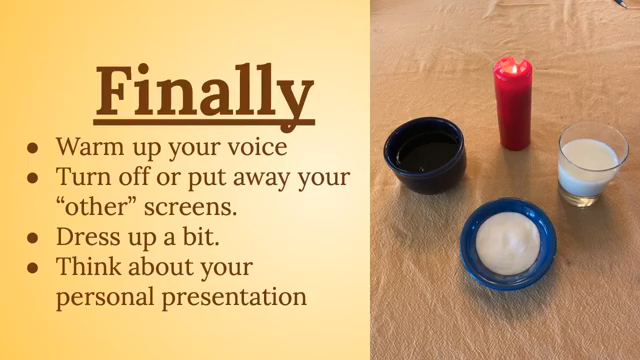 Finally
● Warm up your voice
● Turn off or put away your
“other” screens.
● Dress up a bit.
● Think about your
personal presentation